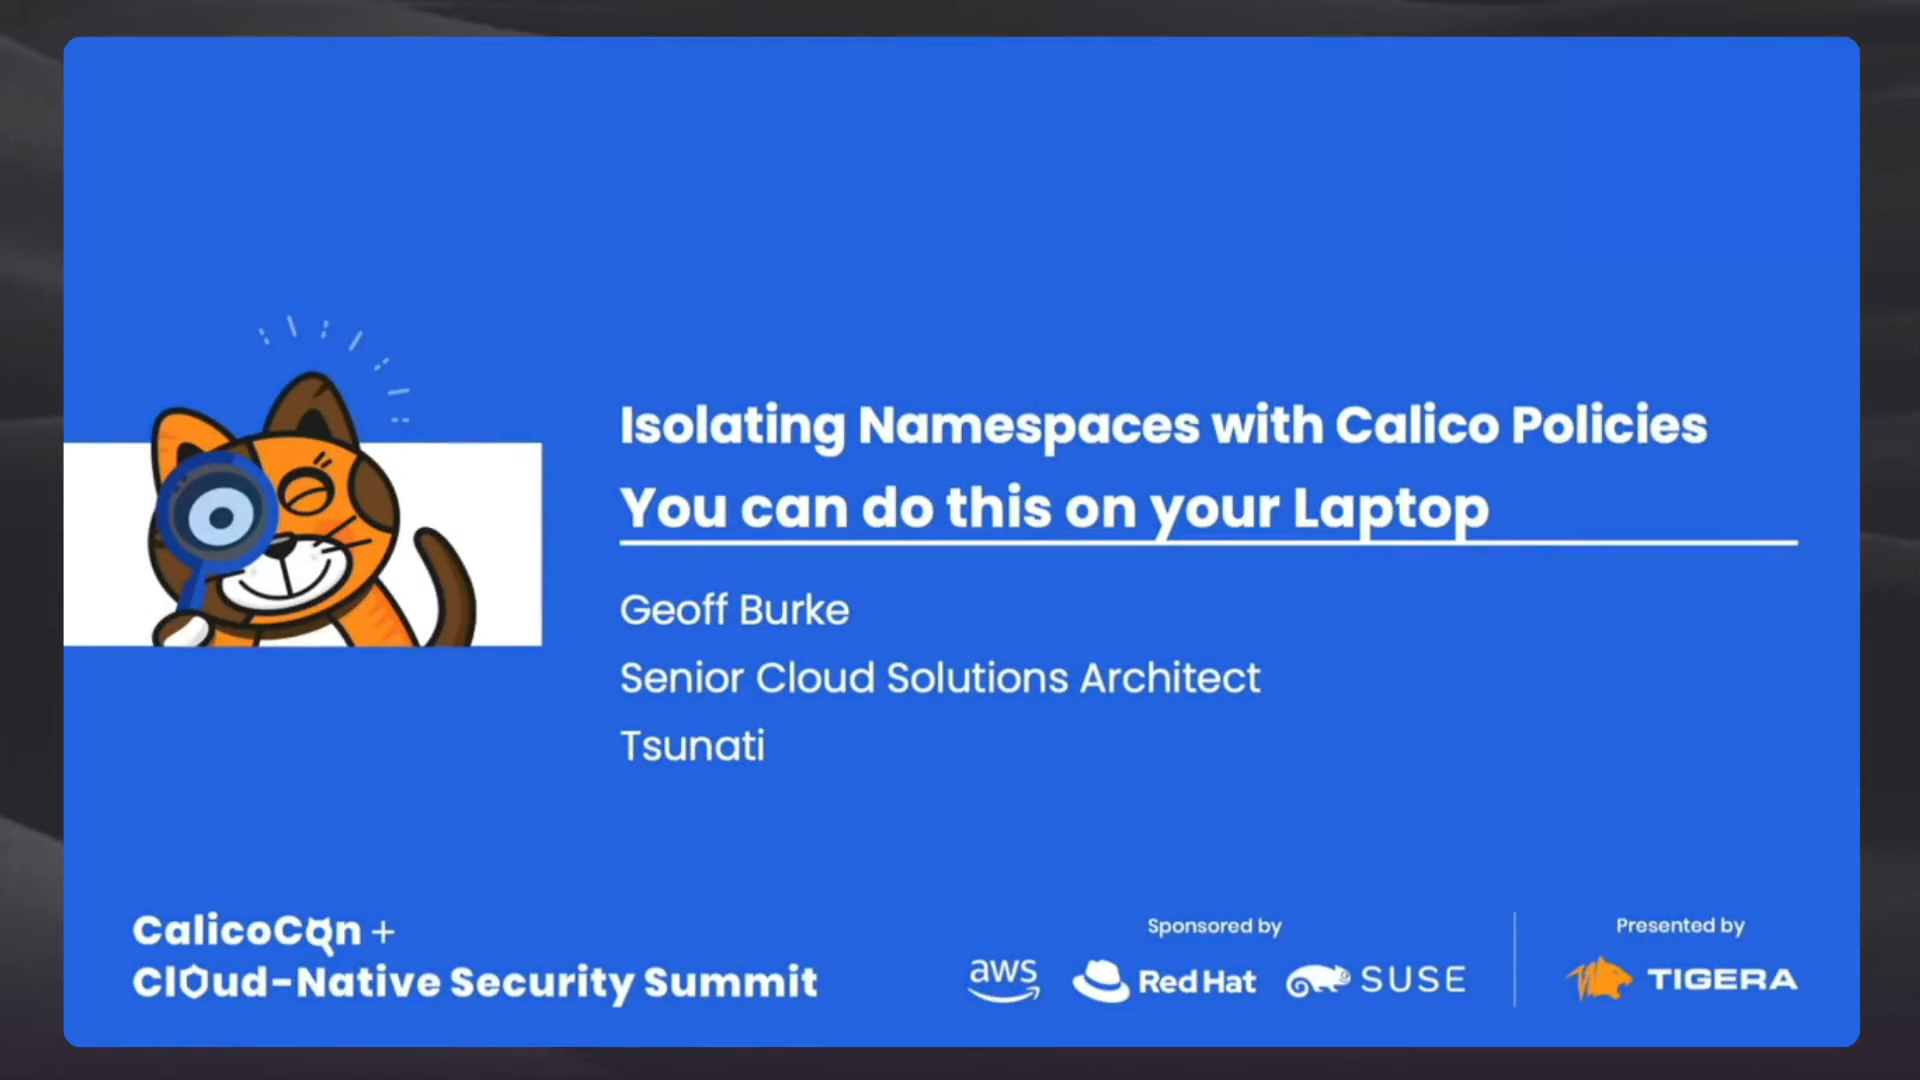 Isolating Namespaces with Calico Policies
You can do this on your Laptop
Geoff Burke
Senior Cloud Solutions Architect
Tsunati
CalicoCon +
Cloud-Native Security Summit
Sponsored by
aws
Red Hat
SUSE
Presented by
TIGERA